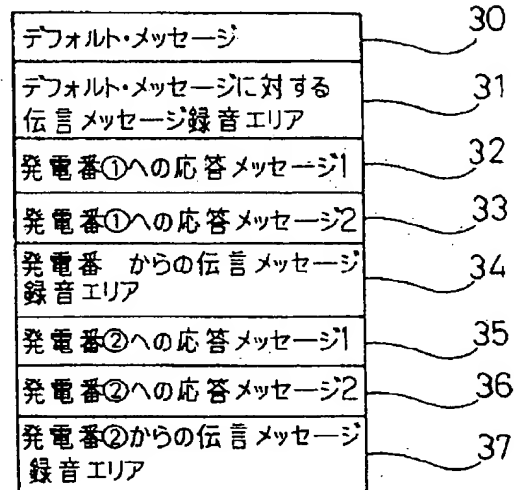 デフォルト・メッセージ 30
デフォルト・メッセージに対する 31
伝言メッセージ録音エリア
発電番①への応答メッセージ1 32
発電番①への応答メッセージ2 33
発電番 からの伝言メッセージ 34
録音エリア
発電番②への応答メッセージ1 35
発電番②への応答メッセージ2 36
発電番②からの伝言メッセージ 37
録音エリア